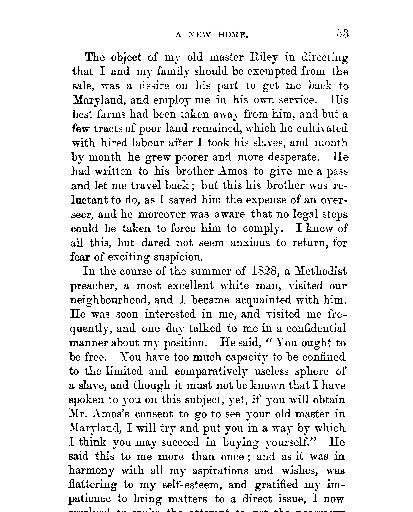 A NEW HOME. 53
The object of my old master Riley in directing
that I and my family should be exempted from the
sale, was a desire on his part to get me back to
Maryland, and employ me in his own service. His
best farms had been taken away from him, and but a
few tracts of poor land remained, which he cultivated
with hired labour after I took his slaves, and month
by month he grew poorer and more desperate. He
had written to his brother Amos to give me a pass
and let me travel back; but this his brother was re-
luctant to do, as I saved him the expense of an over-
seer, and he moreover was aware that no legal steps
could be taken to force him to comply. I knew of
all this, but dared not seem anxious to return, for
fear of exciting suspicion.
In the course of the summer of 1828, a Methodist
preacher, a most excellent white man, visited our
neighbourhood, and I became acquainted with him.
He was soon interested in me, and visited me fre-
quently, and one day talked to me in a confidential
manner about my position. He said, "You ought to
be free. You have too much capacity to be confined
to the limited and comparatively useless sphere of
a slave, and though it must not be known that I have
spoken to you on this subject, yet, if you will obtain
Mr. Amos's consent to go to see your old master in
Maryland, I will try and put you in a way by which
I think you may succeed in buying yourself." He
said this to me more than once; and as it was in
harmony with all my aspirations and wishes, was
flattering to my self-esteem, and gratified my im-
patience to bring matters to a direct issue, I now